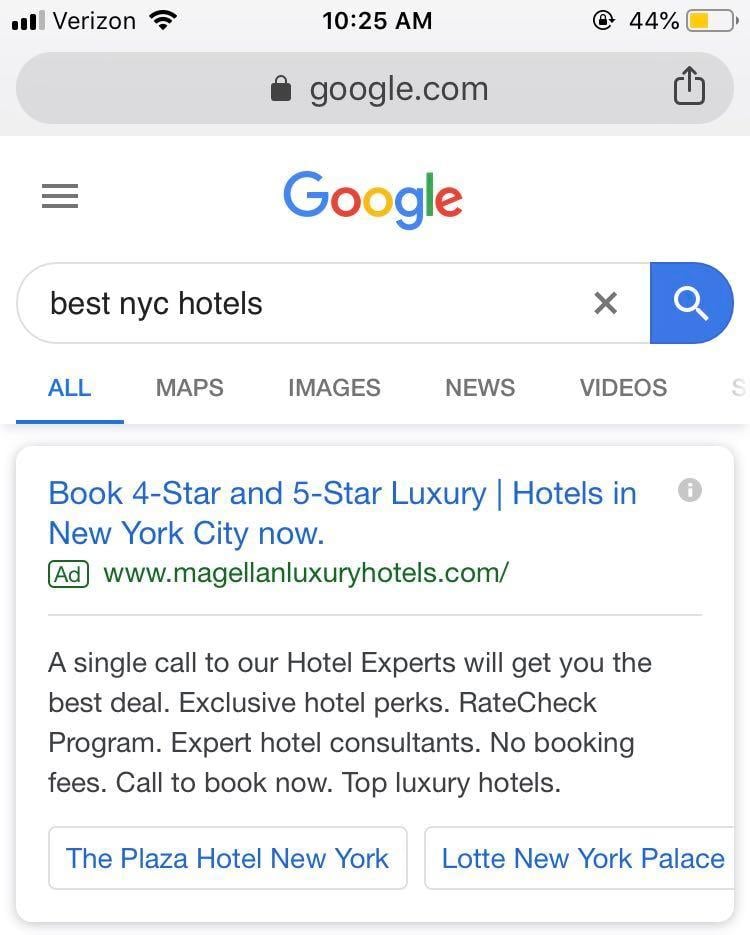 Verizon 10:25 AM 44%
google.com
Google
best nyc hotels
ALL MAPS IMAGES NEWS VIDEOS S
Book 4-Star and 5-Star Luxury | Hotels in
New York City now.
Ad www.magellanluxuryhotels.com/
A single call to our Hotel Experts will get you the
best deal. Exclusive hotel perks. RateCheck
Program. Expert hotel consultants. No booking
fees. Call to book now. Top luxury hotels.
The Plaza Hotel New York Lotte New York Palace